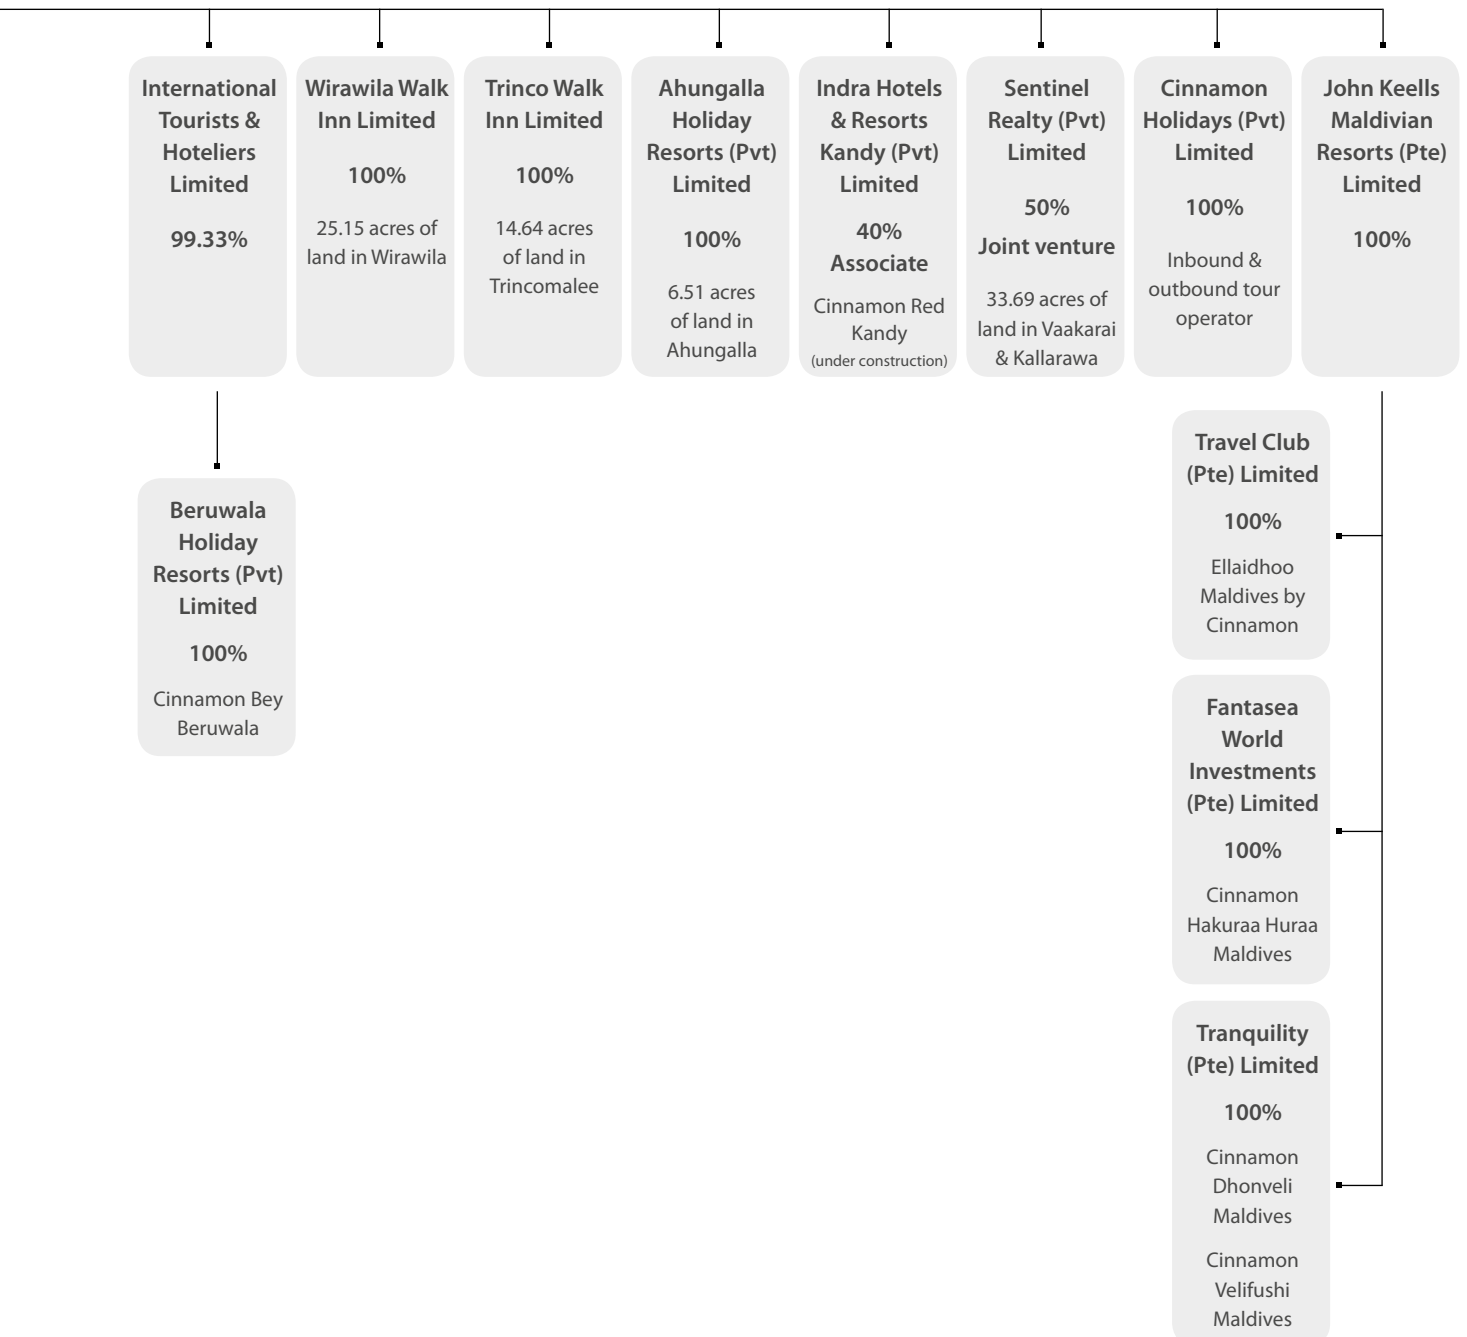 International
Tourists &
Hoteliers
Limited
99.33%
Wirawila Walk
Inn Limited
100%
25.15 acres of
land in Wirawila
Trinco Walk
Inn Limited
100%
14.64 acres
of land in
Trincomalee
Ahungalla
Holiday
Resorts (Pvt)
Limited
100%
6.51 acres
of land in
Ahungalla
Indra Hotels
& Resorts
Kandy (Pvt)
Limited
40%
Associate
Cinnamon Red
Kandy
(under construction)
Sentinel
Realty (Pvt)
Limited
50%
Joint venture
33.69 acres of
land in Vaakarai
& Kallarawa
Cinnamon
Holidays (Pvt)
Limited
100%
Inbound &
outbound tour
operator
John Keells
Maldivian
Resorts (Pte)
Limited
100%
Beruwala
Holiday
Resorts (Pvt)
Limited
100%
Cinnamon Bey
Beruwala
Travel Club
(Pte) Limited
100%
Ellaidhoo
Maldives by
Cinnamon
Fantasea
World
Investments
(Pte) Limited
100%
Cinnamon
Hakuraa Huraa
Maldives
Tranquility
(Pte) Limited
100%
Cinnamon
Dhonveli
Maldives
Cinnamon
Velifushi
Maldives